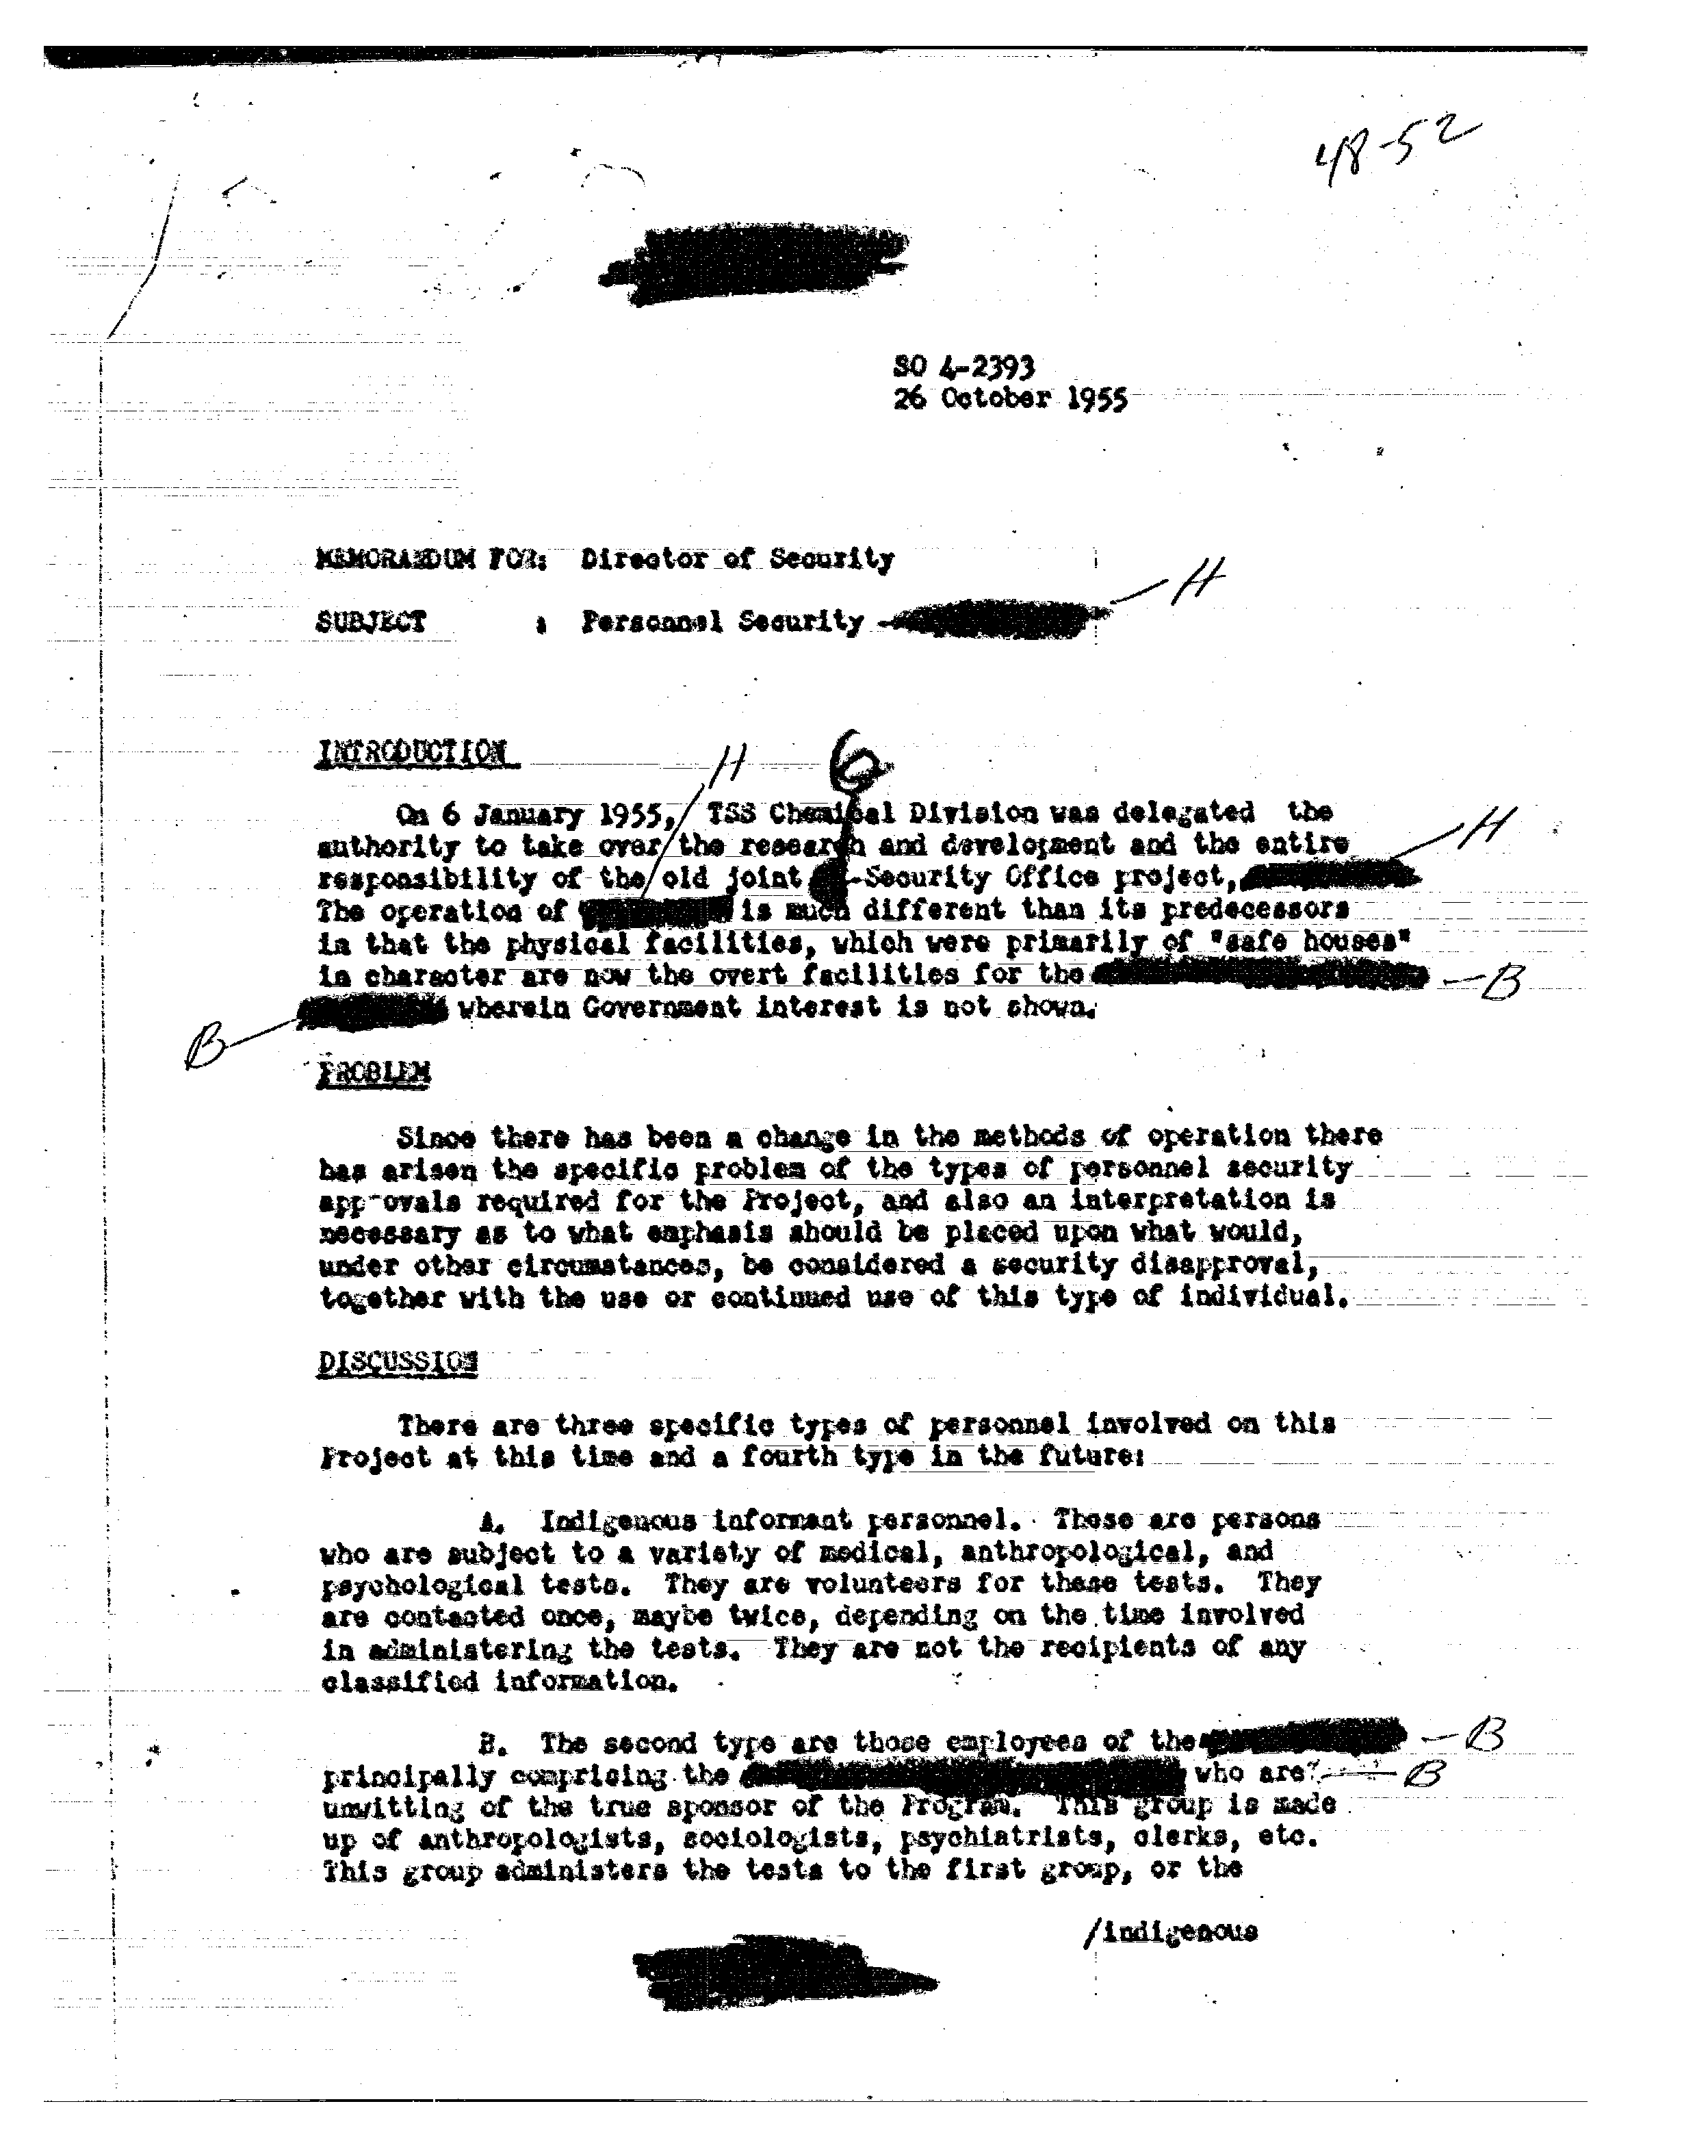 48-52
SO 4-2393
26 October 1955
MEMORANDUM FOR: Director of Security
H
SUBJECT : Personnel Security -
INTRODUCTION
H
6
On 6 January 1955, TSS Chemical Division was delegated the
authority to take over the research and development and the entire
H
responsibility of the old joint -Security Office project,
The operation of is much different than its predecessors
in that the physical facilities, which were primarily of "safe houses"
in character are now the overt facilities for the
B
B
wherein Government interest is not shown.
PROBLEM
Since there has been a change in the methods of operation there
has arisen the specific problem of the types of personnel security
app ovals required for the Project, and also an interpretation is
necessary as to what emphasis should be placed upon what would,
under other circumstances, be considered a security disapproval,
together with the use or continued use of this type of individual.
DISCUSSION
There are three specific types of personnel involved on this
Project at this time and a fourth type in the future:
A. Indigenous informant personnel. These are persons
who are subject to a variety of medical, anthropological, and
psychological tests. They are volunteers for these tests. They
are contacted once, maybe twice, depending on the time involved
in administering the tests. They are not the recipients of any
classified information.
B. The second type are those employees of the
B
principally comprising the who are
B
unwitting of the true sponsor of the Program. This group is made
up of anthropologists, sociologists, psychiatrists, clerks, etc.
This group administers the tests to the first group, or the
/indigenous